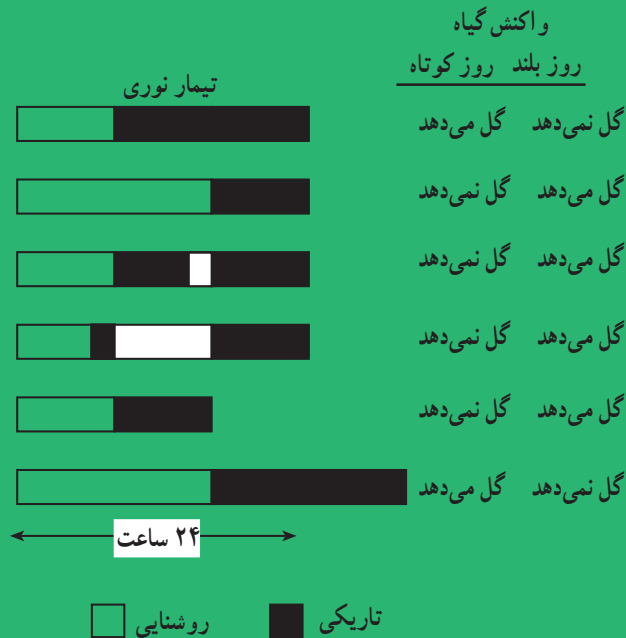 واکنش گیاه
روز بلند روز کوتاه
تیمار نوری
گل نمی‌دهد گل می‌دهد
گل می‌دهد گل نمی‌دهد
گل می‌دهد گل نمی‌دهد
گل می‌دهد گل نمی‌دهد
گل می‌دهد گل نمی‌دهد
گل نمی‌دهد گل می‌دهد
۲۴ ساعت
تاریکی روشنایی